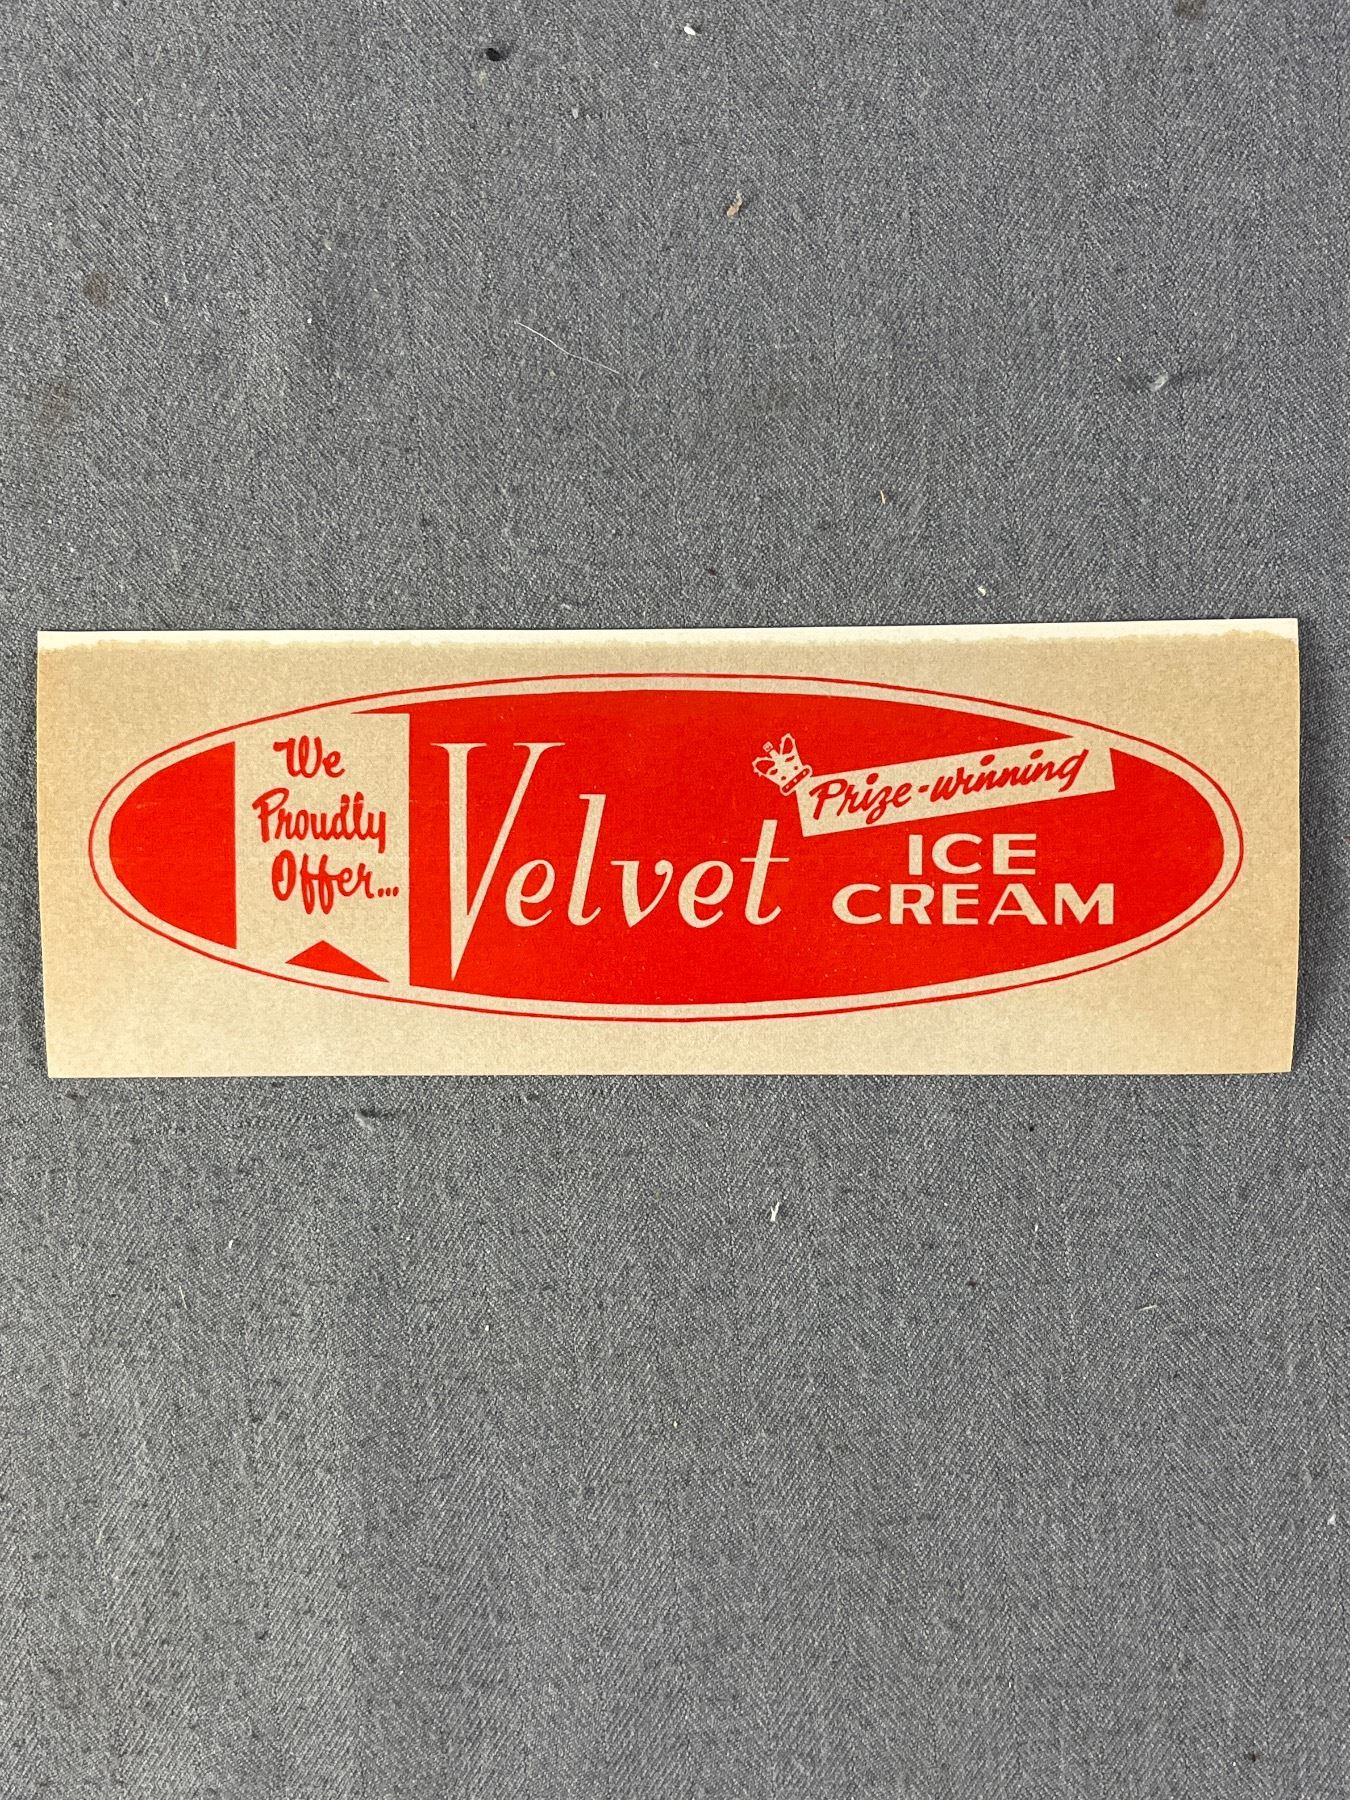 We
Proudly
Offer...
Velvet
Prize-winning
ICE
CREAM